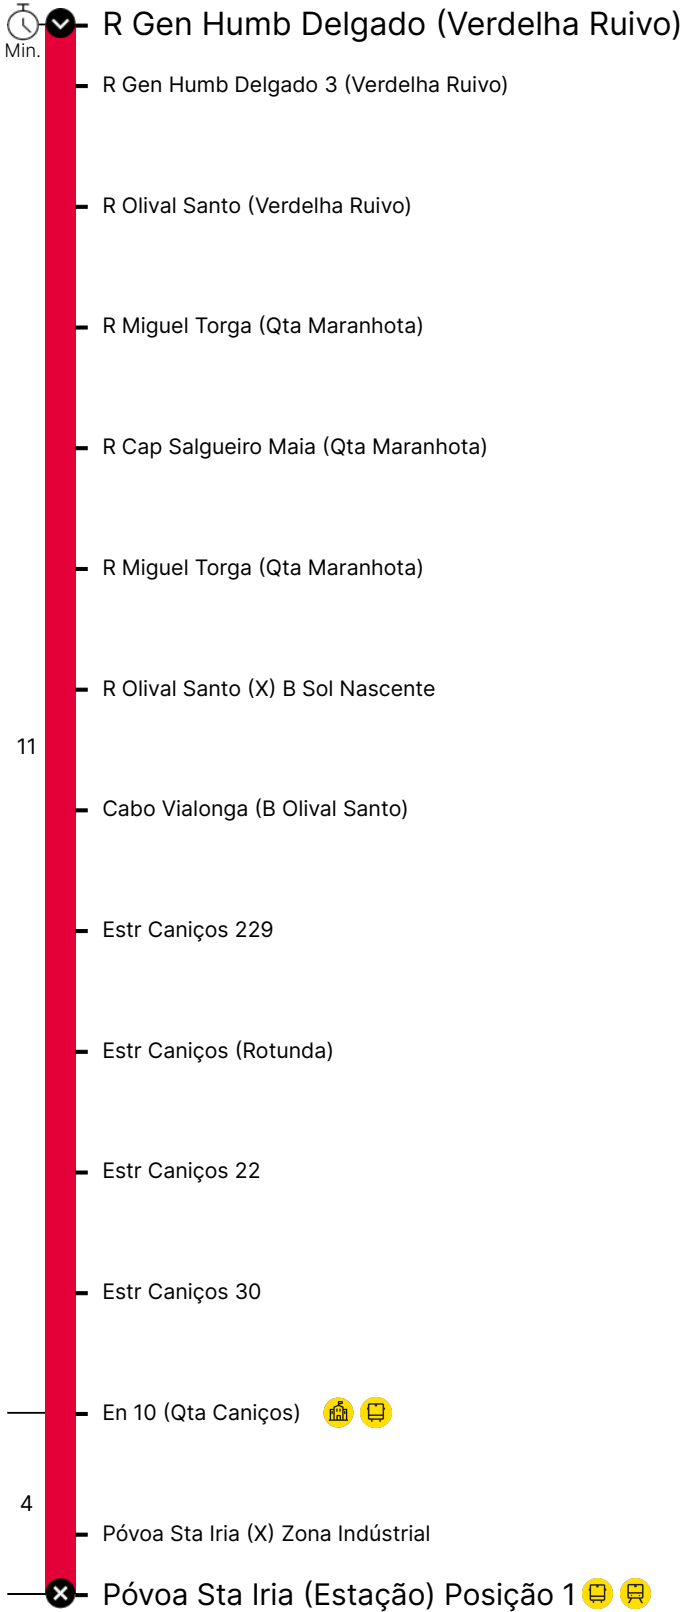 R Gen Humb Delgado (Verdelha Ruivo)
Min.
R Gen Humb Delgado 3 (Verdelha Ruivo)
R Olival Santo (Verdelha Ruivo)
R Miguel Torga (Qta Maranhota)
R Cap Salgueiro Maia (Qta Maranhota)
R Miguel Torga (Qta Maranhota)
R Olival Santo (X) B Sol Nascente
11
Cabo Vialonga (B Olival Santo)
Estr Caniços 229
Estr Caniços (Rotunda)
Estr Caniços 22
Estr Caniços 30
En 10 (Qta Caniços)
4
Póvoa Sta Iria (X) Zona Indústrial
Póvoa Sta Iria (Estação) Posição 1